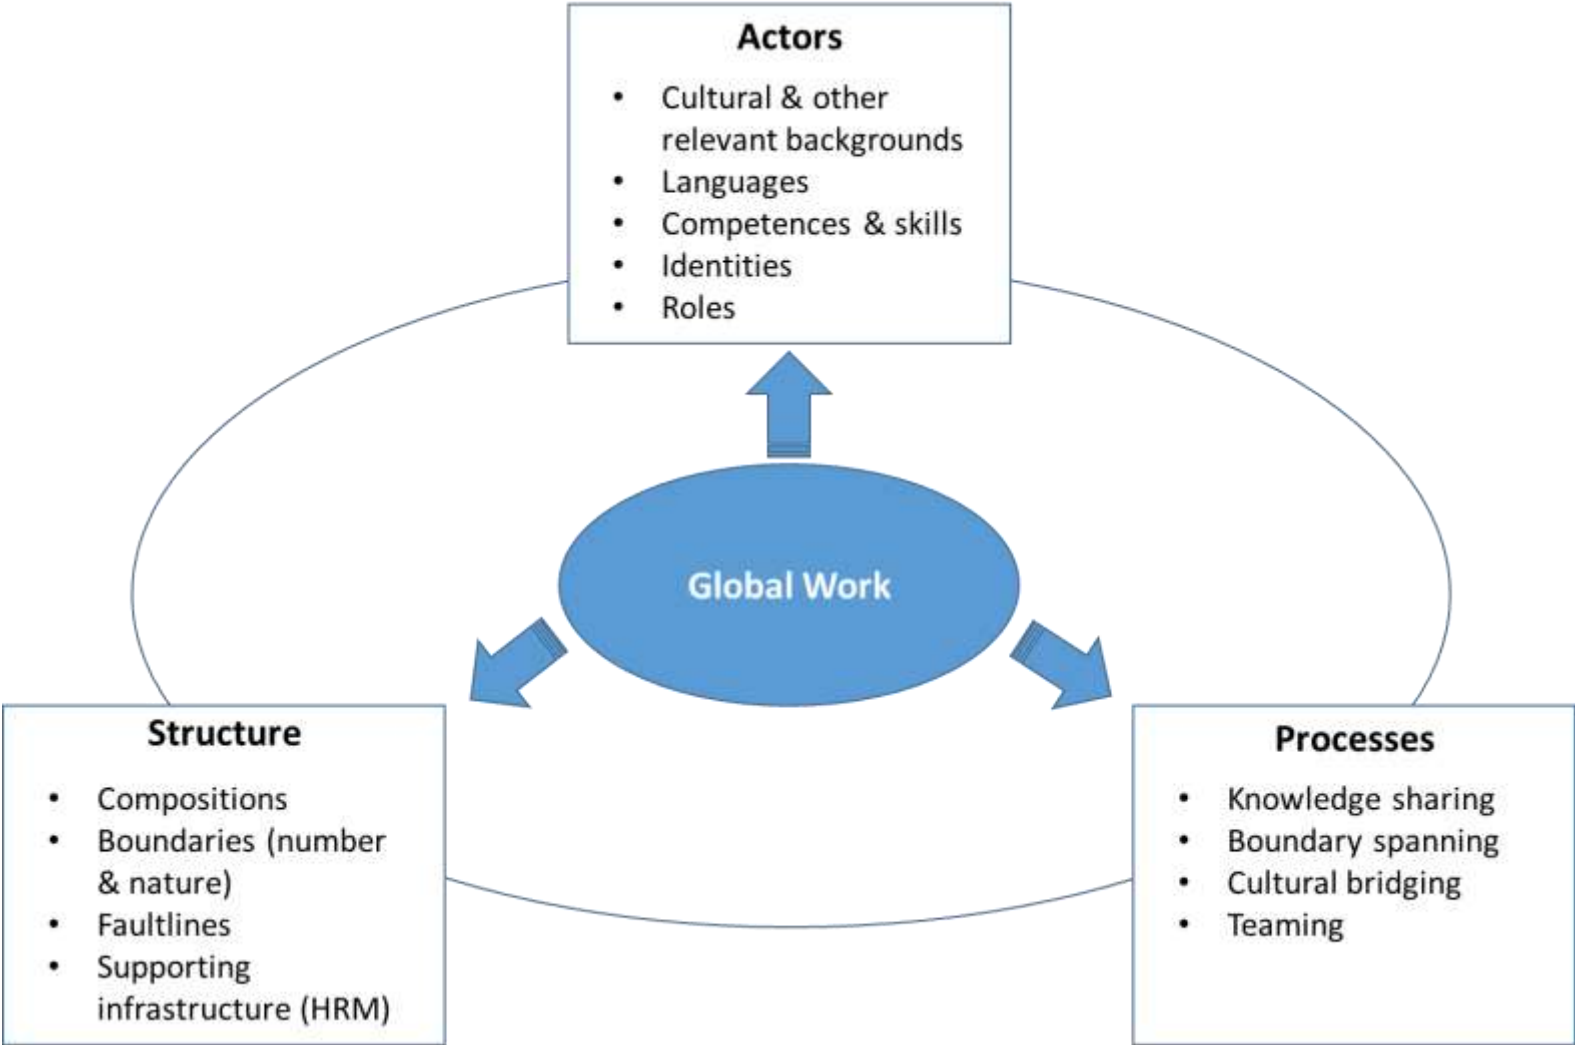 Actors
• Cultural & other
relevant backgrounds
• Languages
• Competences & skills
• Identities
• Roles
Global Work
Structure
• Compositions
• Boundaries (number
& nature)
• Faultlines
• Supporting
infrastructure (HRM)
Processes
• Knowledge sharing
• Boundary spanning
• Cultural bridging
• Teaming